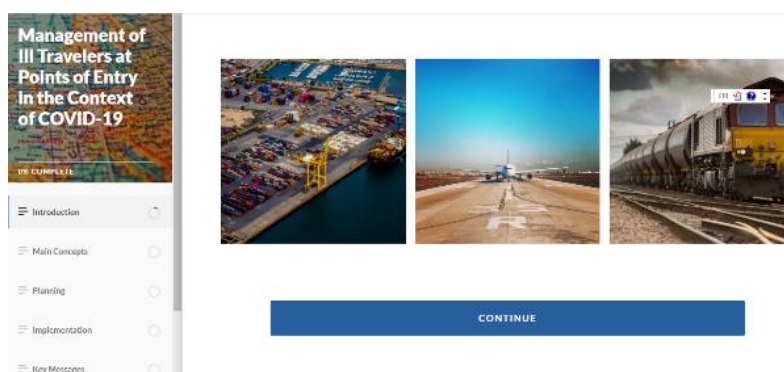 Management of
Ill Travelers at
Points of Entry
in the Context
of COVID-19
0% COMPLETE
Introduction
Main Concepts
Planning
Implementation
Key Messages
CONTINUE